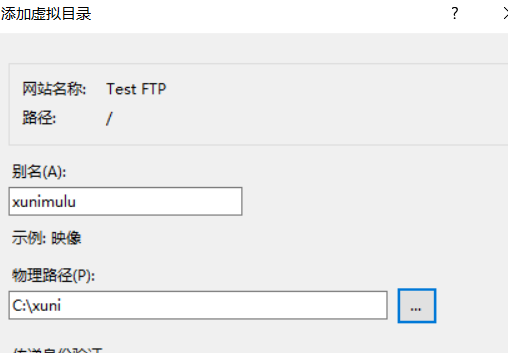 添加虚拟目录
?
网站名称: Test FTP
路径: /
别名(A):
xunimulu
示例: 映像
物理路径(P):
C:\xuni
...